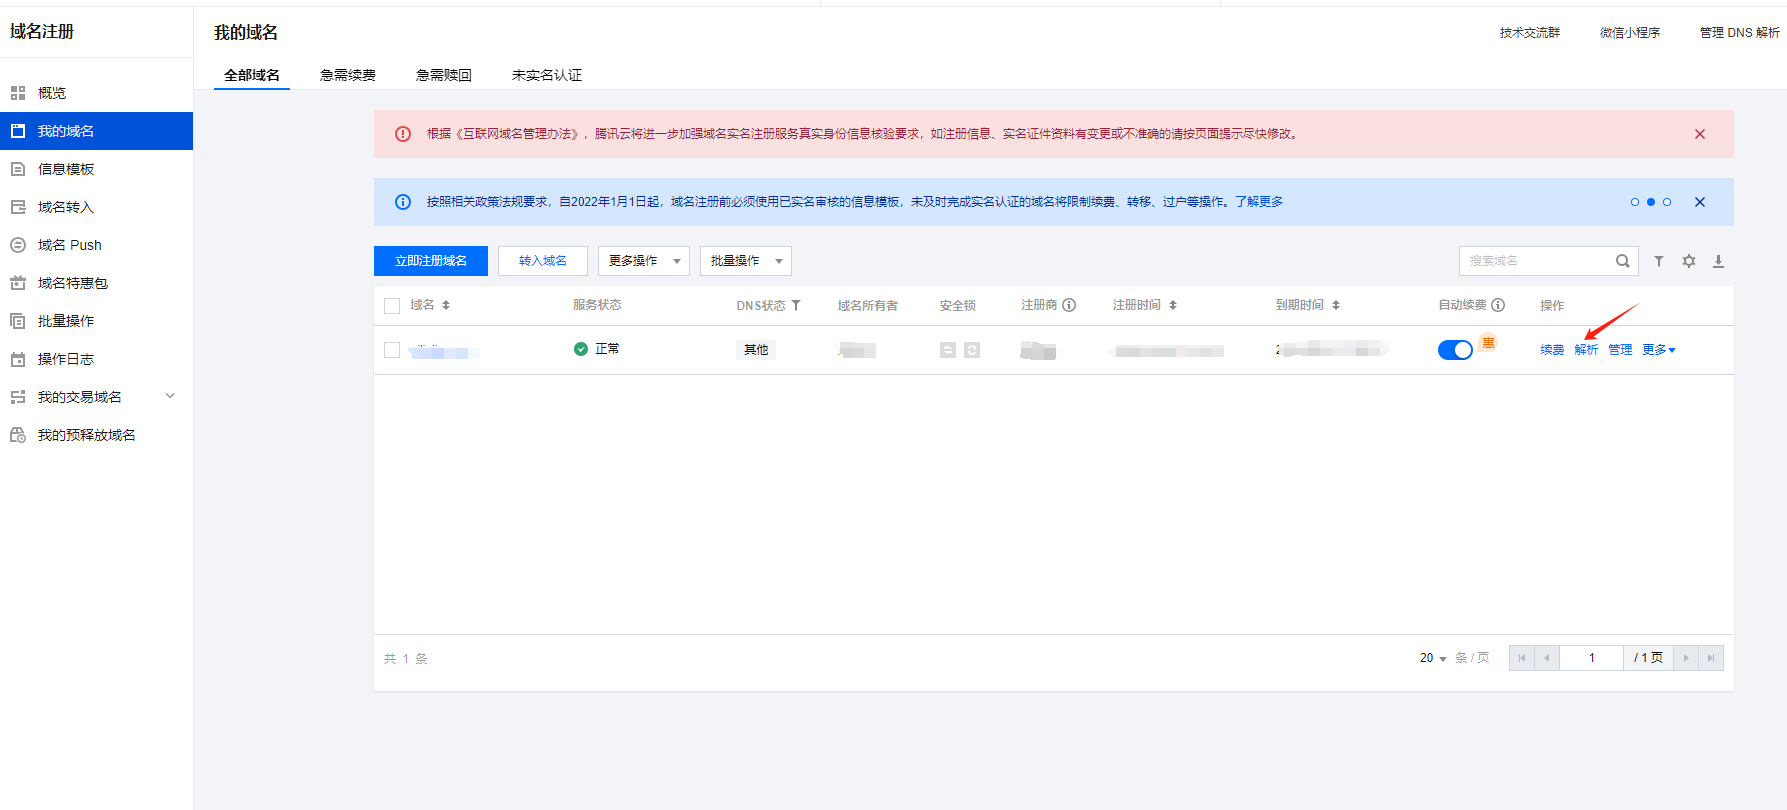 域名注册
我的域名
技术交流群
微信小程序
管理 DNS 解析
全部域名
急需续费
急需赎回
未实名认证
概览
我的域名
信息模板
域名转入
域名 Push
域名特惠包
批量操作
操作日志
我的交易域名
我的预释放域名
根据《互联网域名管理办法》，腾讯云将进一步加强域名实名注册服务真实身份信息核验要求，如注册信息、实名证件资料有变更或不准确的请按页面提示尽快修改。
按照相关政策法规要求，自2022年1月1日起，域名注册前必须使用已实名审核的信息模板，未及时完成实名认证的域名将限制续费、转移、过户等操作。了解更多
立即注册域名
转入域名
更多操作
批量操作
搜索域名
域名
服务状态
DNS状态
域名所有者
安全锁
注册商
注册时间
到期时间
自动续费
操作
正常
其他
惠
续费
解析
管理
更多
共 1 条
20
条 / 页
1
/ 1 页